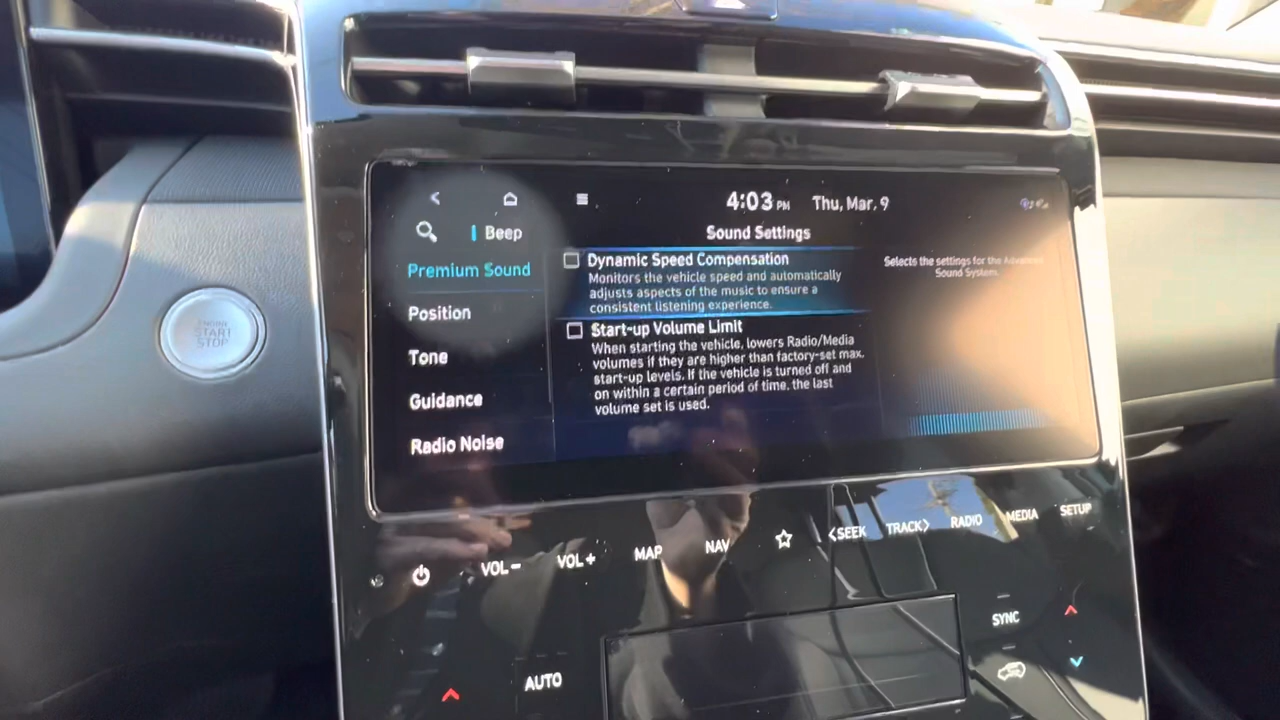 4:03 PM Thu, Mar. 9
Beep
Sound Settings
Premium Sound
Position
Tone
Guidance
Radio Noise
Dynamic Speed Compensation
Monitors the vehicle speed and automatically
adjusts aspects of the music to ensure a
consistent listening experience.
Start-up Volume Limit
When starting the vehicle, lowers Radio/Media
volumes if they are higher than factory-set max.
start-up levels. If the vehicle is turned off and
on within a certain period of time, the last
volume set is used.
Selects the settings for the Advanced
Sound System.
ENGINE
START
STOP
VOL -
VOL +
MAP
NAV
<SEEK
TRACK>
RADIO
MEDIA
SETUP
AUTO
SYNC